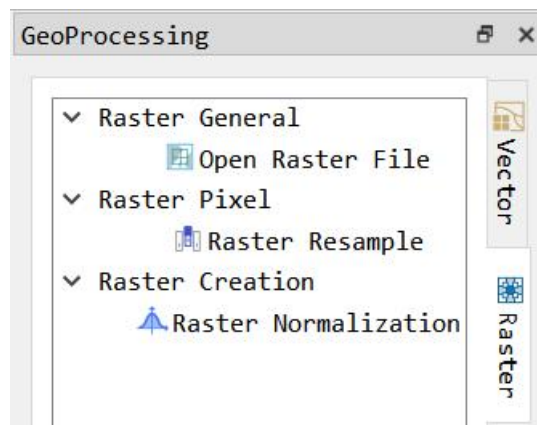 GeoProcessing
Raster General
Open Raster File
Raster Pixel
Raster Resample
Raster Creation
Raster Normalization
Vector
Raster